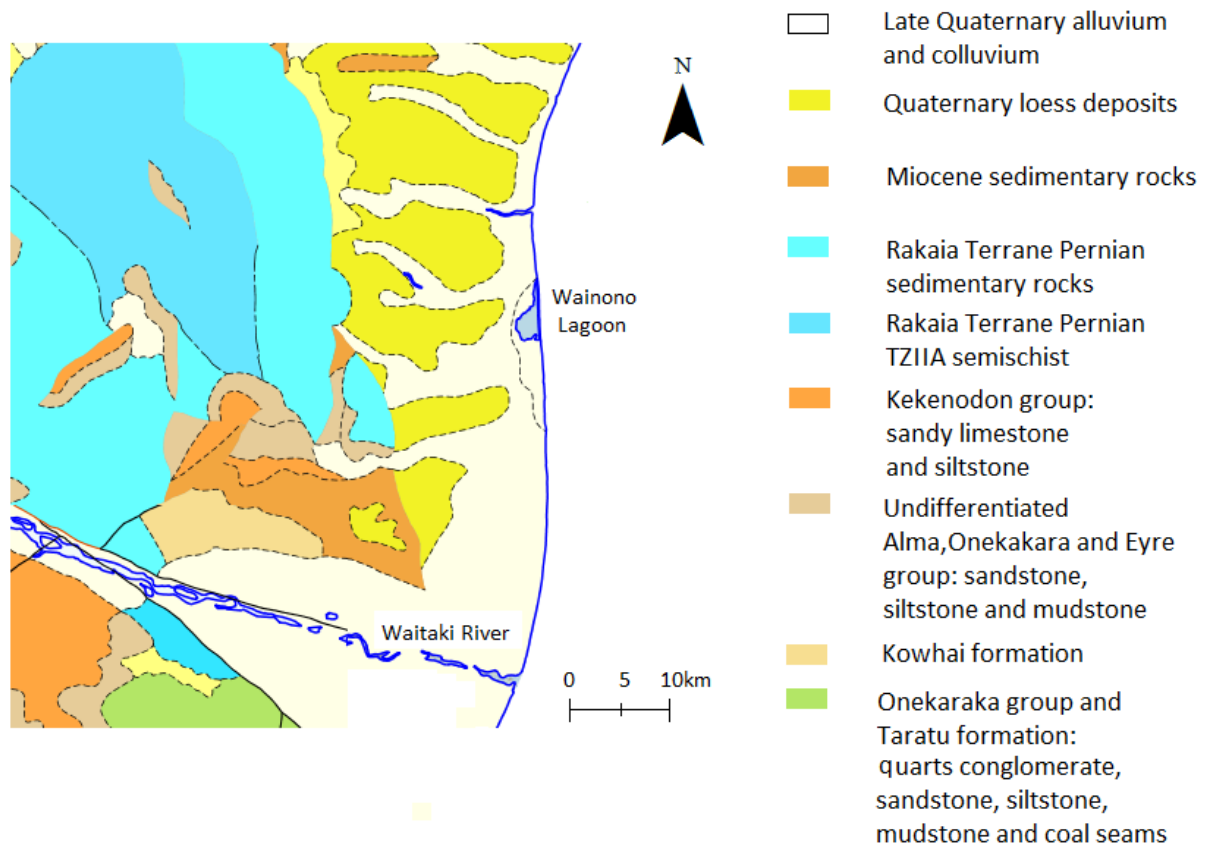 N
Wainono
Lagoon
Waitaki River
0 5 10km
Late Quaternary alluvium
and colluvium
Quaternary loess deposits
Miocene sedimentary rocks
Rakaia Terrane Pernian
sedimentary rocks
Rakaia Terrane Pernian
TZIIA semischist
Kekenodon group:
sandy limestone
and siltstone
Undifferentiated
Alma,Onekakara and Eyre
group: sandstone,
siltstone and mudstone
Kowhai formation
Onekaraka group and
Taratu formation:
quarts conglomerate,
sandstone, siltstone,
mudstone and coal seams